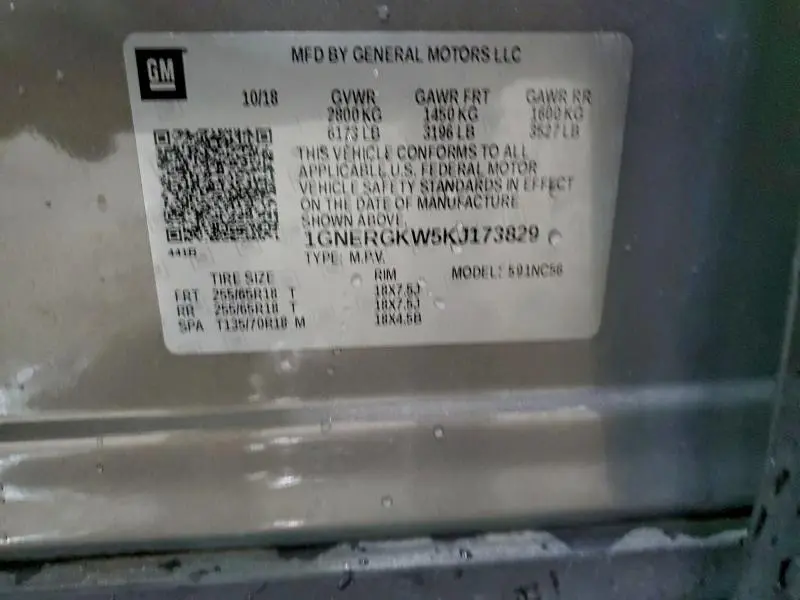 GM
MFD BY GENERAL MOTORS LLC
10/18 GVWR GAWR FRT GAWR RR
2800 KG 1450 KG 1600 KG
6173 LB 3196 LB 3527 LB
THIS VEHICLE CONFORMS TO ALL
APPLICABLE U.S. FEDERAL MOTOR
VEHICLE SAFETY STANDARDS IN EFFECT
ON THE DATE OF MANUFACTURE
SHOWN ABOVE.
1GNERGKW5KJ173829
TYPE: M.P.V. MODEL:
TIRE SIZE RIM
FRT 255/65R18 T 18X7.5J
RR 255/65R18 T 18X7.5J
SPA T135/70R18 M 18X4.5B